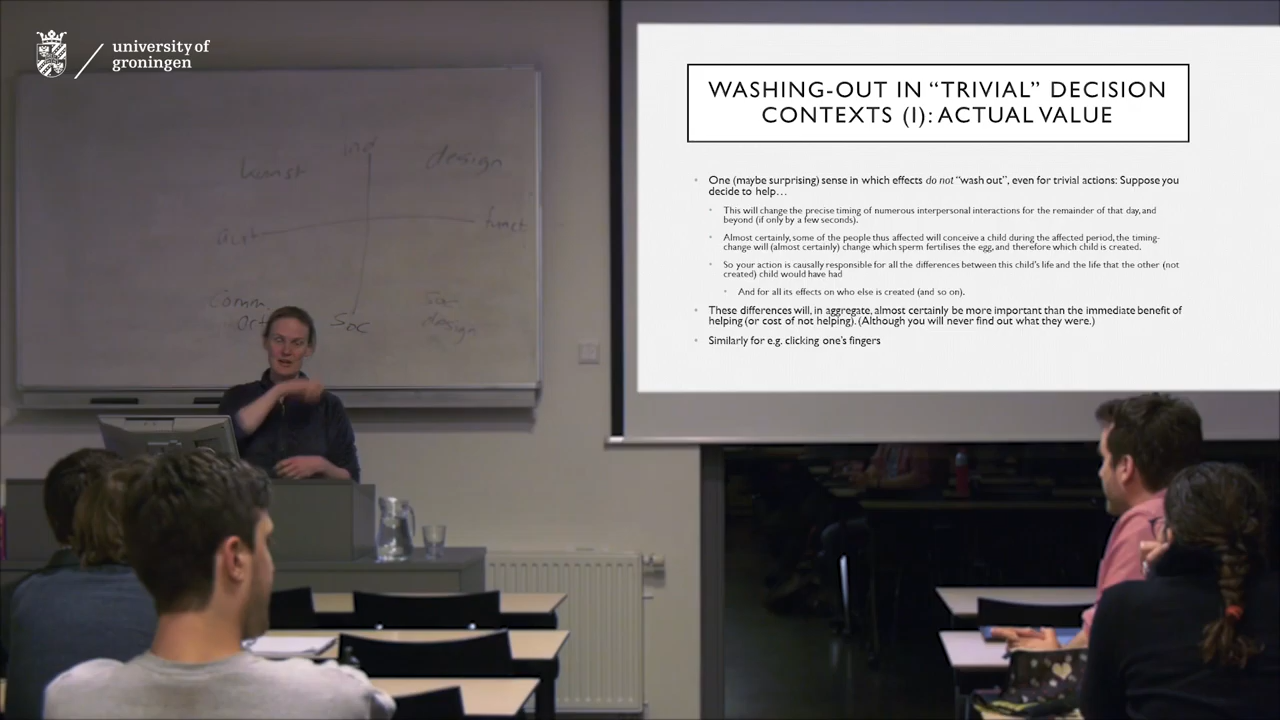 university of
groningen
WASHING-OUT IN “TRIVIAL” DECISION
CONTEXTS (I): ACTUAL VALUE
• One (maybe surprising) sense in which effects do not “wash out”, even for trivial actions: Suppose you
decide to help…
• This will change the precise timing of numerous interpersonal interactions for the remainder of that day, and
beyond (if only by a few seconds).
• Almost certainly, some of the people thus affected will conceive a child during the affected period, the timing-
change will (almost certainly) change which sperm fertilises the egg, and therefore which child is created.
• So your action is causally responsible for all the differences between this child’s life and the life that the other (not
created) child would have had
• And for all its effects on who else is created (and so on).
• These differences will, in aggregate, almost certainly be more important than the immediate benefit of
helping (or cost of not helping). (Although you will never find out what they were.)
• Similarly for e.g. clicking one’s fingers
kunst
design
Comm.
design